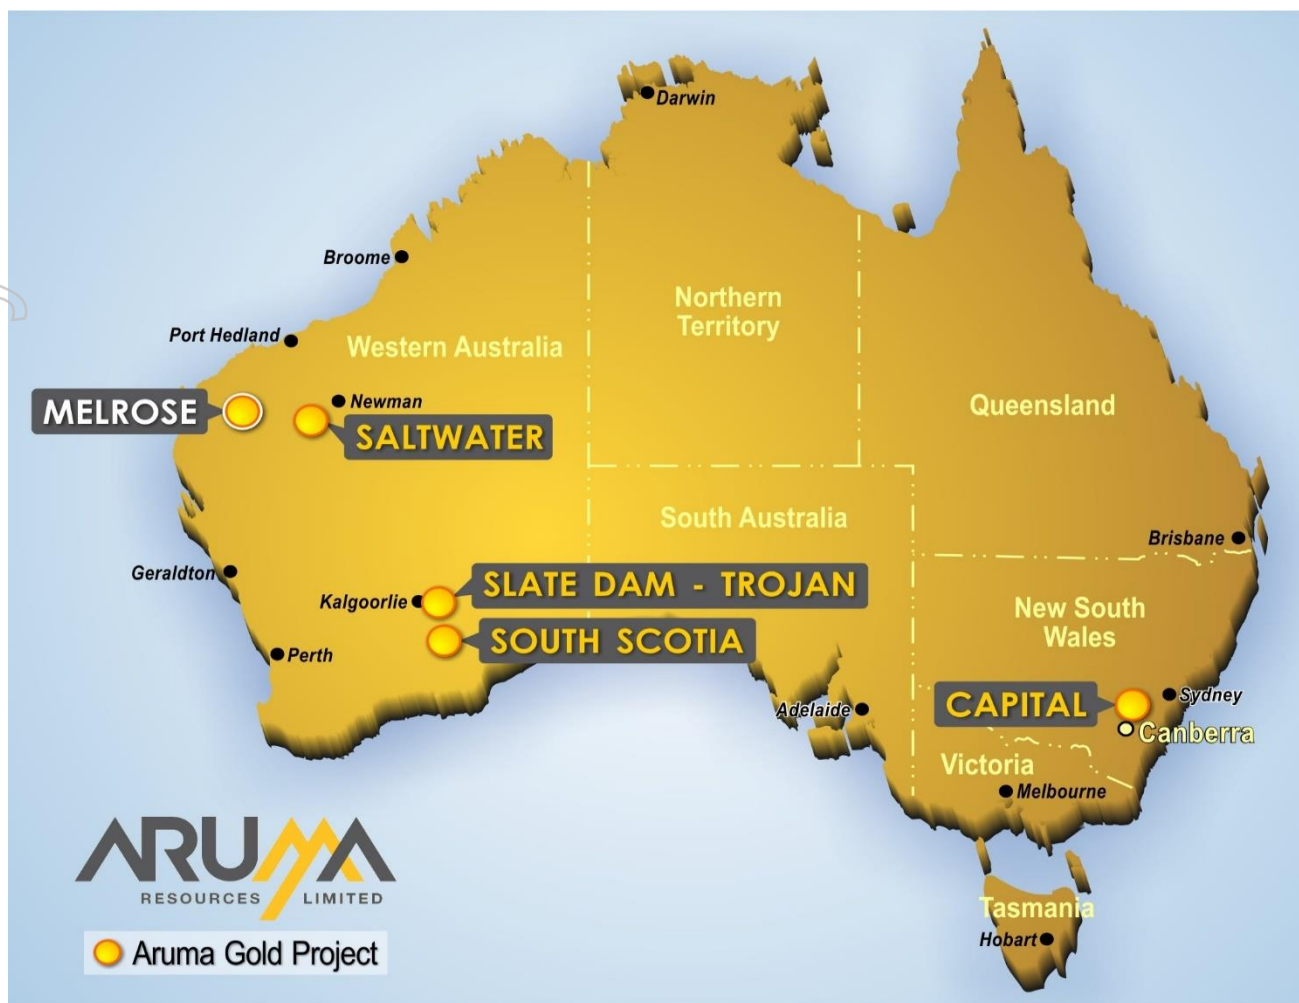 Darwin
Broome
Northern
Territory
Port Hedland
Western Australia
MELROSE
Newman
SALTWATER
Queensland
South Australia
Brisbane
Geraldton
SLATE DAM - TROJAN
Kalgoorlie
New South
Wales
SOUTH SCOTIA
Perth
Sydney
CAPITAL
Adelaide
Canberra
Victoria
Melbourne
ARUMA
RESOURCES LIMITED
Tasmania
Hobart
Aruma Gold Project